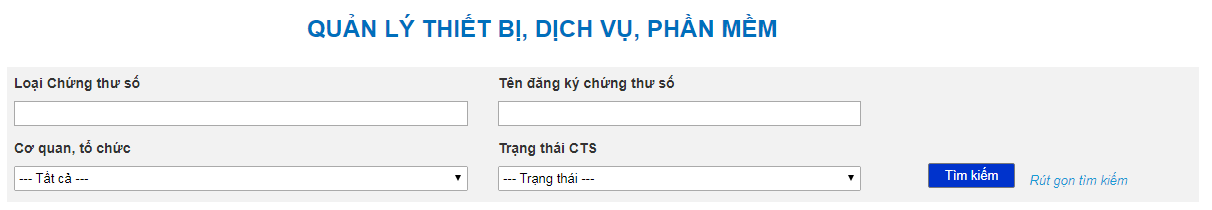 QUẢN LÝ THIẾT BỊ, DỊCH VỤ, PHẦN MỀM
Loại Chứng thư số
Tên đăng ký chứng thư số
Cơ quan, tổ chức
Trạng thái CTS
--- Tất cả ---
--- Trạng thái ---
Tìm kiếm
Rút gọn tìm kiếm